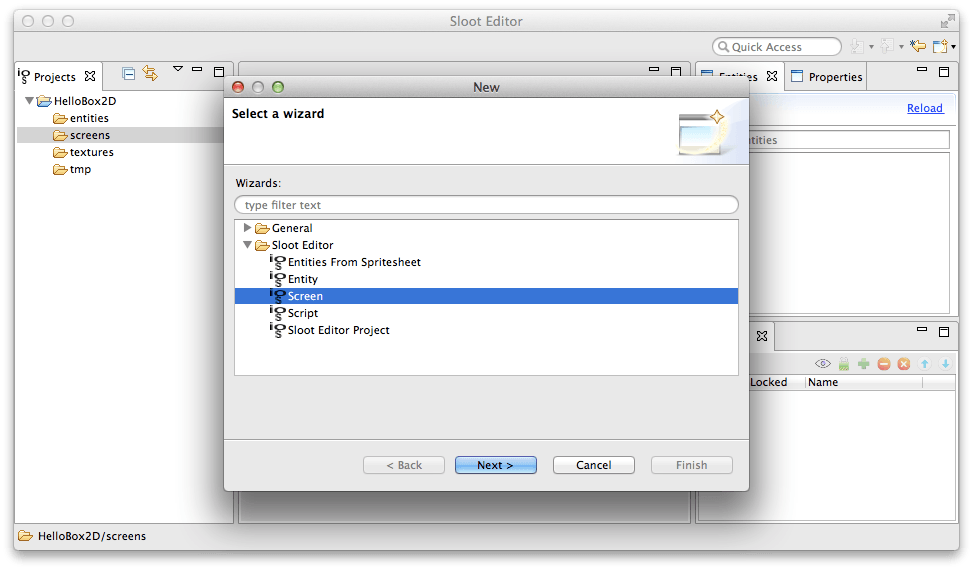 Sloot Editor
Quick Access
Projects
Entities
Properties
HelloBox2D
entities
screens
textures
tmp
Reload
New
Select a wizard
Wizards:
type filter text
General
Sloot Editor
Entities From Spritesheet
Entity
Screen
Script
Sloot Editor Project
Locked Name
< Back Next > Cancel Finish
HelloBox2D/screens